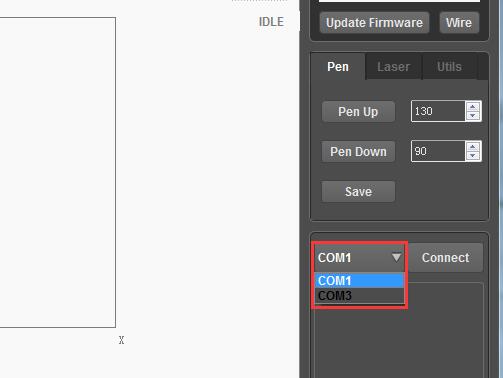 IDLE
Update Firmware Wire
Pen Laser Utils
Pen Up 130
Pen Down 90
Save
COM1 Connect
COM1
COM3
X